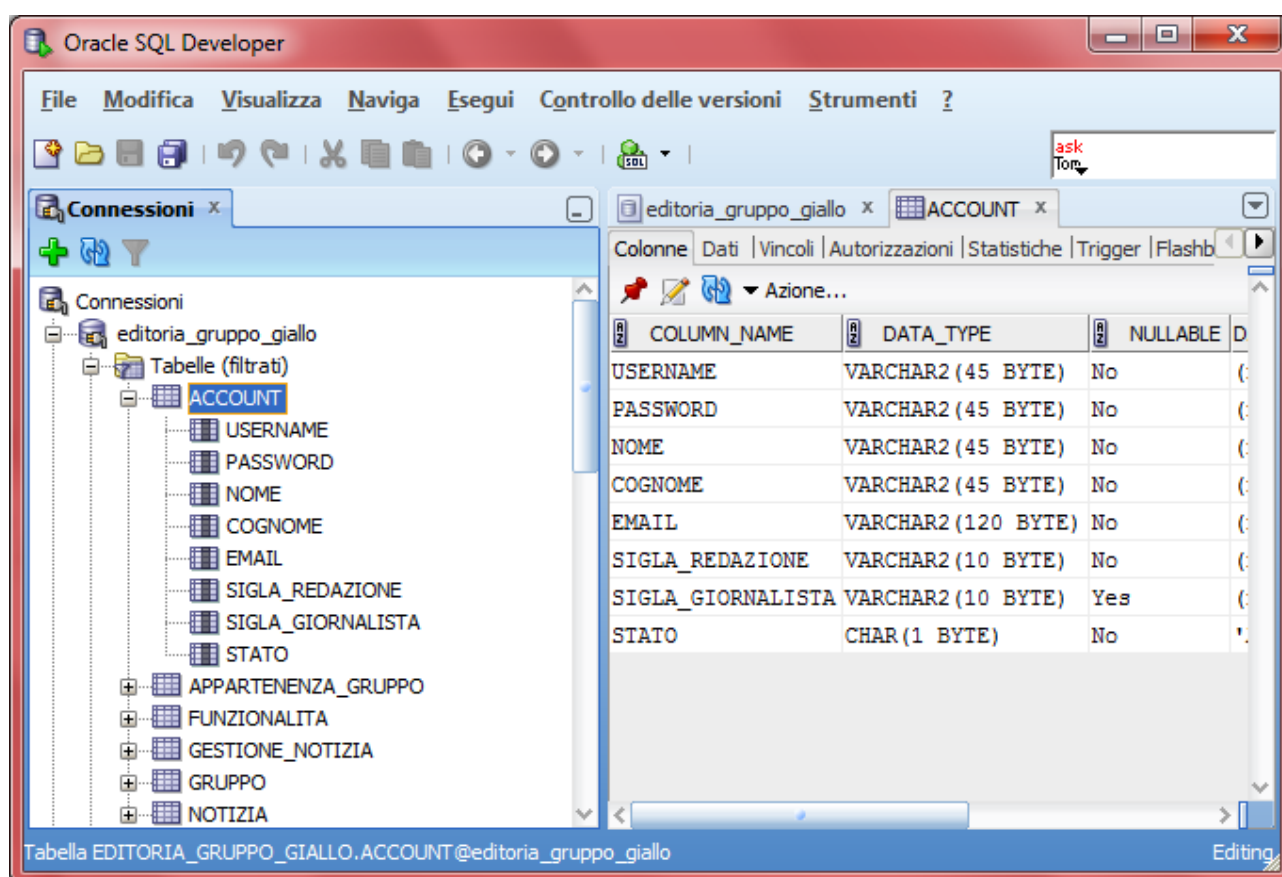 Oracle SQL Developer
File Modifica Visualizza Naviga Esegui Controllo delle versioni Strumenti ?
SQL
ask
Tom
Connessioni x
editoria_gruppo_giallo x ACCOUNT x
Colonne Dati | Vincoli | Autorizzazioni | Statistiche | Trigger | Flashb
Azione...
Connessioni
editoria_gruppo_giallo
Tabelle (filtrati)
ACCOUNT
USERNAME
PASSWORD
NOME
COGNOME
EMAIL
SIGLA_REDAZIONE
SIGLA_GIORNALISTA
STATO
APPARTENENZA_GRUPPO
FUNZIONALITA
GESTIONE_NOTIZIA
GRUPPO
NOTIZIA
COLUMN_NAME DATA_TYPE NULLABLE D
USERNAME VARCHAR2(45 BYTE) No (
PASSWORD VARCHAR2(45 BYTE) No (
NOME VARCHAR2(45 BYTE) No (
COGNOME VARCHAR2(45 BYTE) No (
EMAIL VARCHAR2(120 BYTE) No (
SIGLA_REDAZIONE VARCHAR2(10 BYTE) No (
SIGLA_GIORNALISTA VARCHAR2(10 BYTE) Yes (
STATO CHAR(1 BYTE) No '
Tabella EDITORIA_GRUPPO_GIALLO.ACCOUNT@editoria_gruppo_giallo Editing